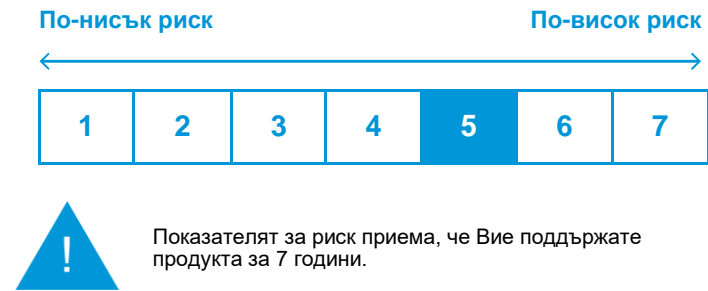 По-нисък риск По-висок риск
1 2 3 4 5 6 7
!
Показателят за риск приема, че Вие поддържате
продукта за 7 години.